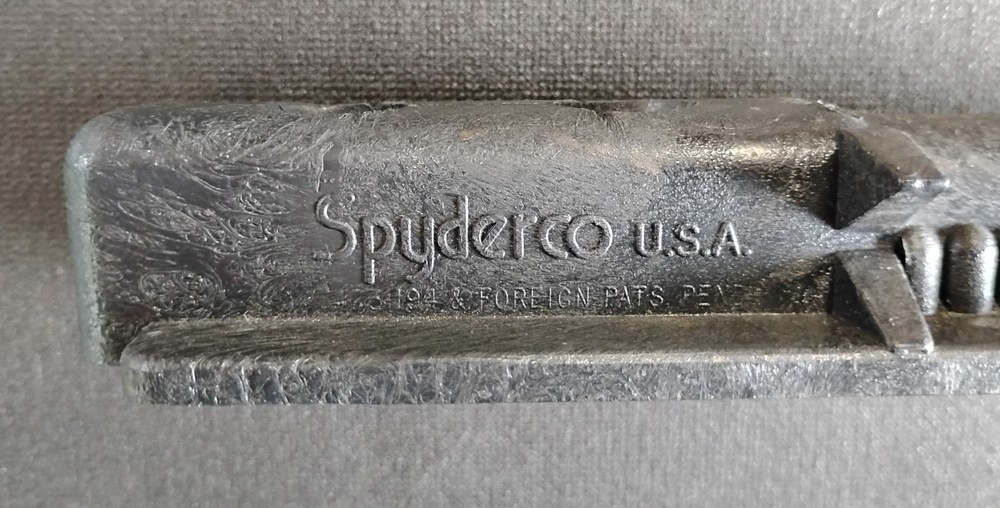 Spyderco U.S.A.
194 & FOREIGN PATS PEN